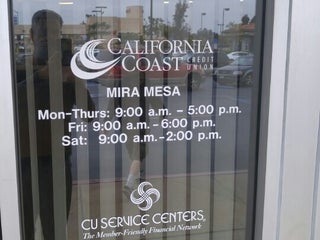 CALIFORNIA
COAST CREDIT
UNION
MIRA MESA
Mon-Thurs: 9:00 a.m. - 5:00 p.m.
Fri: 9:00 a.m. - 6:00 p.m.
Sat: 9:00 a.m. -2:00 p.m.
CU SERVICE CENTERS,
The Member-Friendly Financial Network